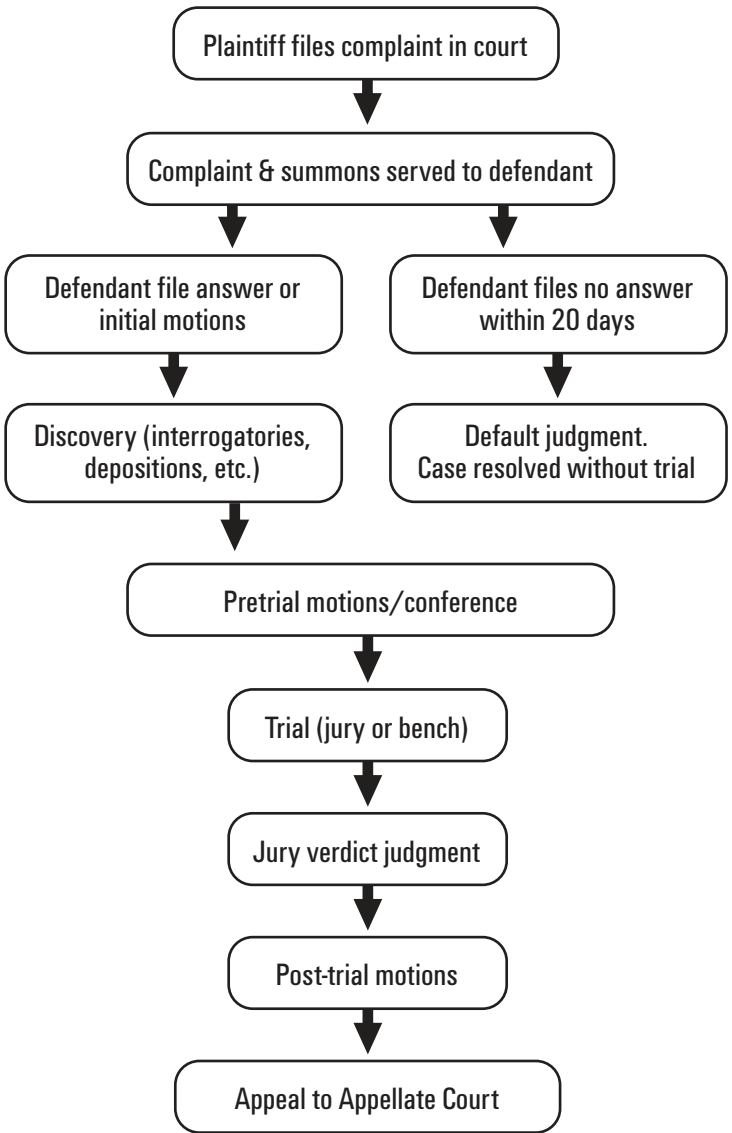 Plaintiff files complaint in court
Complaint & summons served to defendant
Defendant file answer or
initial motions
Defendant files no answer
within 20 days
Discovery (interrogatories,
depositions, etc.)
Default judgment.
Case resolved without trial
Pretrial motions/conference
Trial (jury or bench)
Jury verdict judgment
Post-trial motions
Appeal to Appellate Court